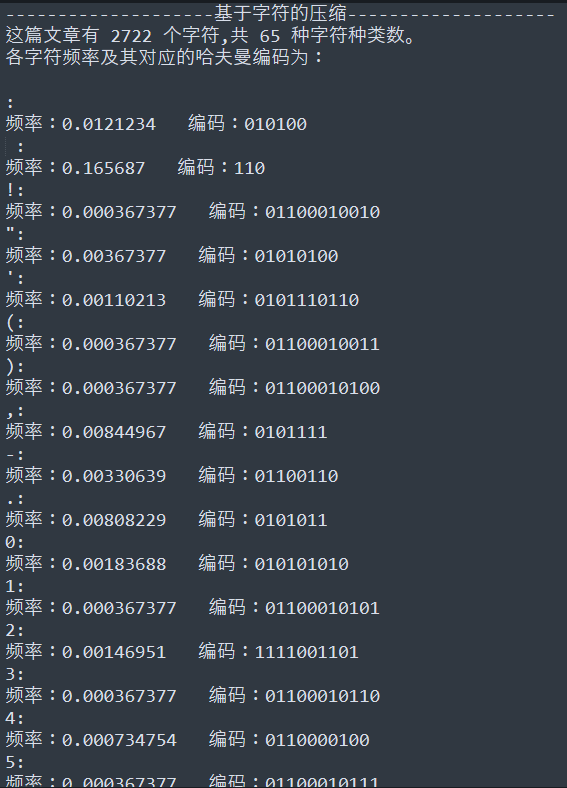 --------------------基于字符的压缩--------------------
这篇文章有 2722 个字符,共 65 种字符种类数。
各字符频率及其对应的哈夫曼编码为：
:
频率：0.0121234   编码：010100
 :
频率：0.165687   编码：110
!:
频率：0.000367377   编码：01100010010
":
频率：0.00367377   编码：01010100
':
频率：0.00110213   编码：0101110110
(:
频率：0.000367377   编码：01100010011
):
频率：0.000367377   编码：01100010100
,:
频率：0.00844967   编码：0101111
-:
频率：0.00330639   编码：01100110
.:
频率：0.00808229   编码：0101011
0:
频率：0.00183688   编码：010101010
1:
频率：0.000367377   编码：01100010101
2:
频率：0.00146951   编码：1111001101
3:
频率：0.000367377   编码：01100010110
4:
频率：0.000734754   编码：0110000100
5:
频率：0.000367377   编码：01100010111